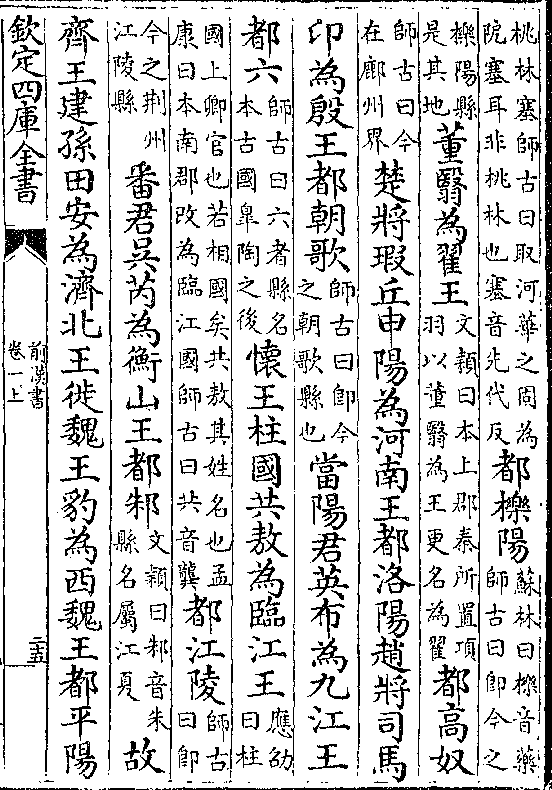 桃林塞師古曰取河華之固為
阨塞耳非桃林也塞音先代反
都櫟陽
蘇林曰櫟音藥
師古曰即今之
櫟陽縣
是其地
董翳為翟王
文穎曰本上郡秦所置項
羽以董翳為王更名為翟
都高奴
師古曰今
在鄜州界
楚將瑕丘申陽為河南王都洛陽趙將司馬
卬為殷王都朝歌
師古曰即今
之朝歌縣也
當陽君英布為九江王
都六
師古曰六者縣名
本古國臯陶之後
懷王柱國共敖為臨江王
應劭
曰柱
國上卿官也若相國矣共敖其姓名也孟
康曰本南郡改為臨江國師古曰共音龔
都江陵
師古
曰即
今之荆州
江陵縣
番君吳芮為衡山王都邾
文穎曰邾音朱
縣名屬江夏
故
齊王建孫田安為濟北王徙魏王豹為西魏王都平陽
欽定四庫全書
前漢書
卷一上
二五